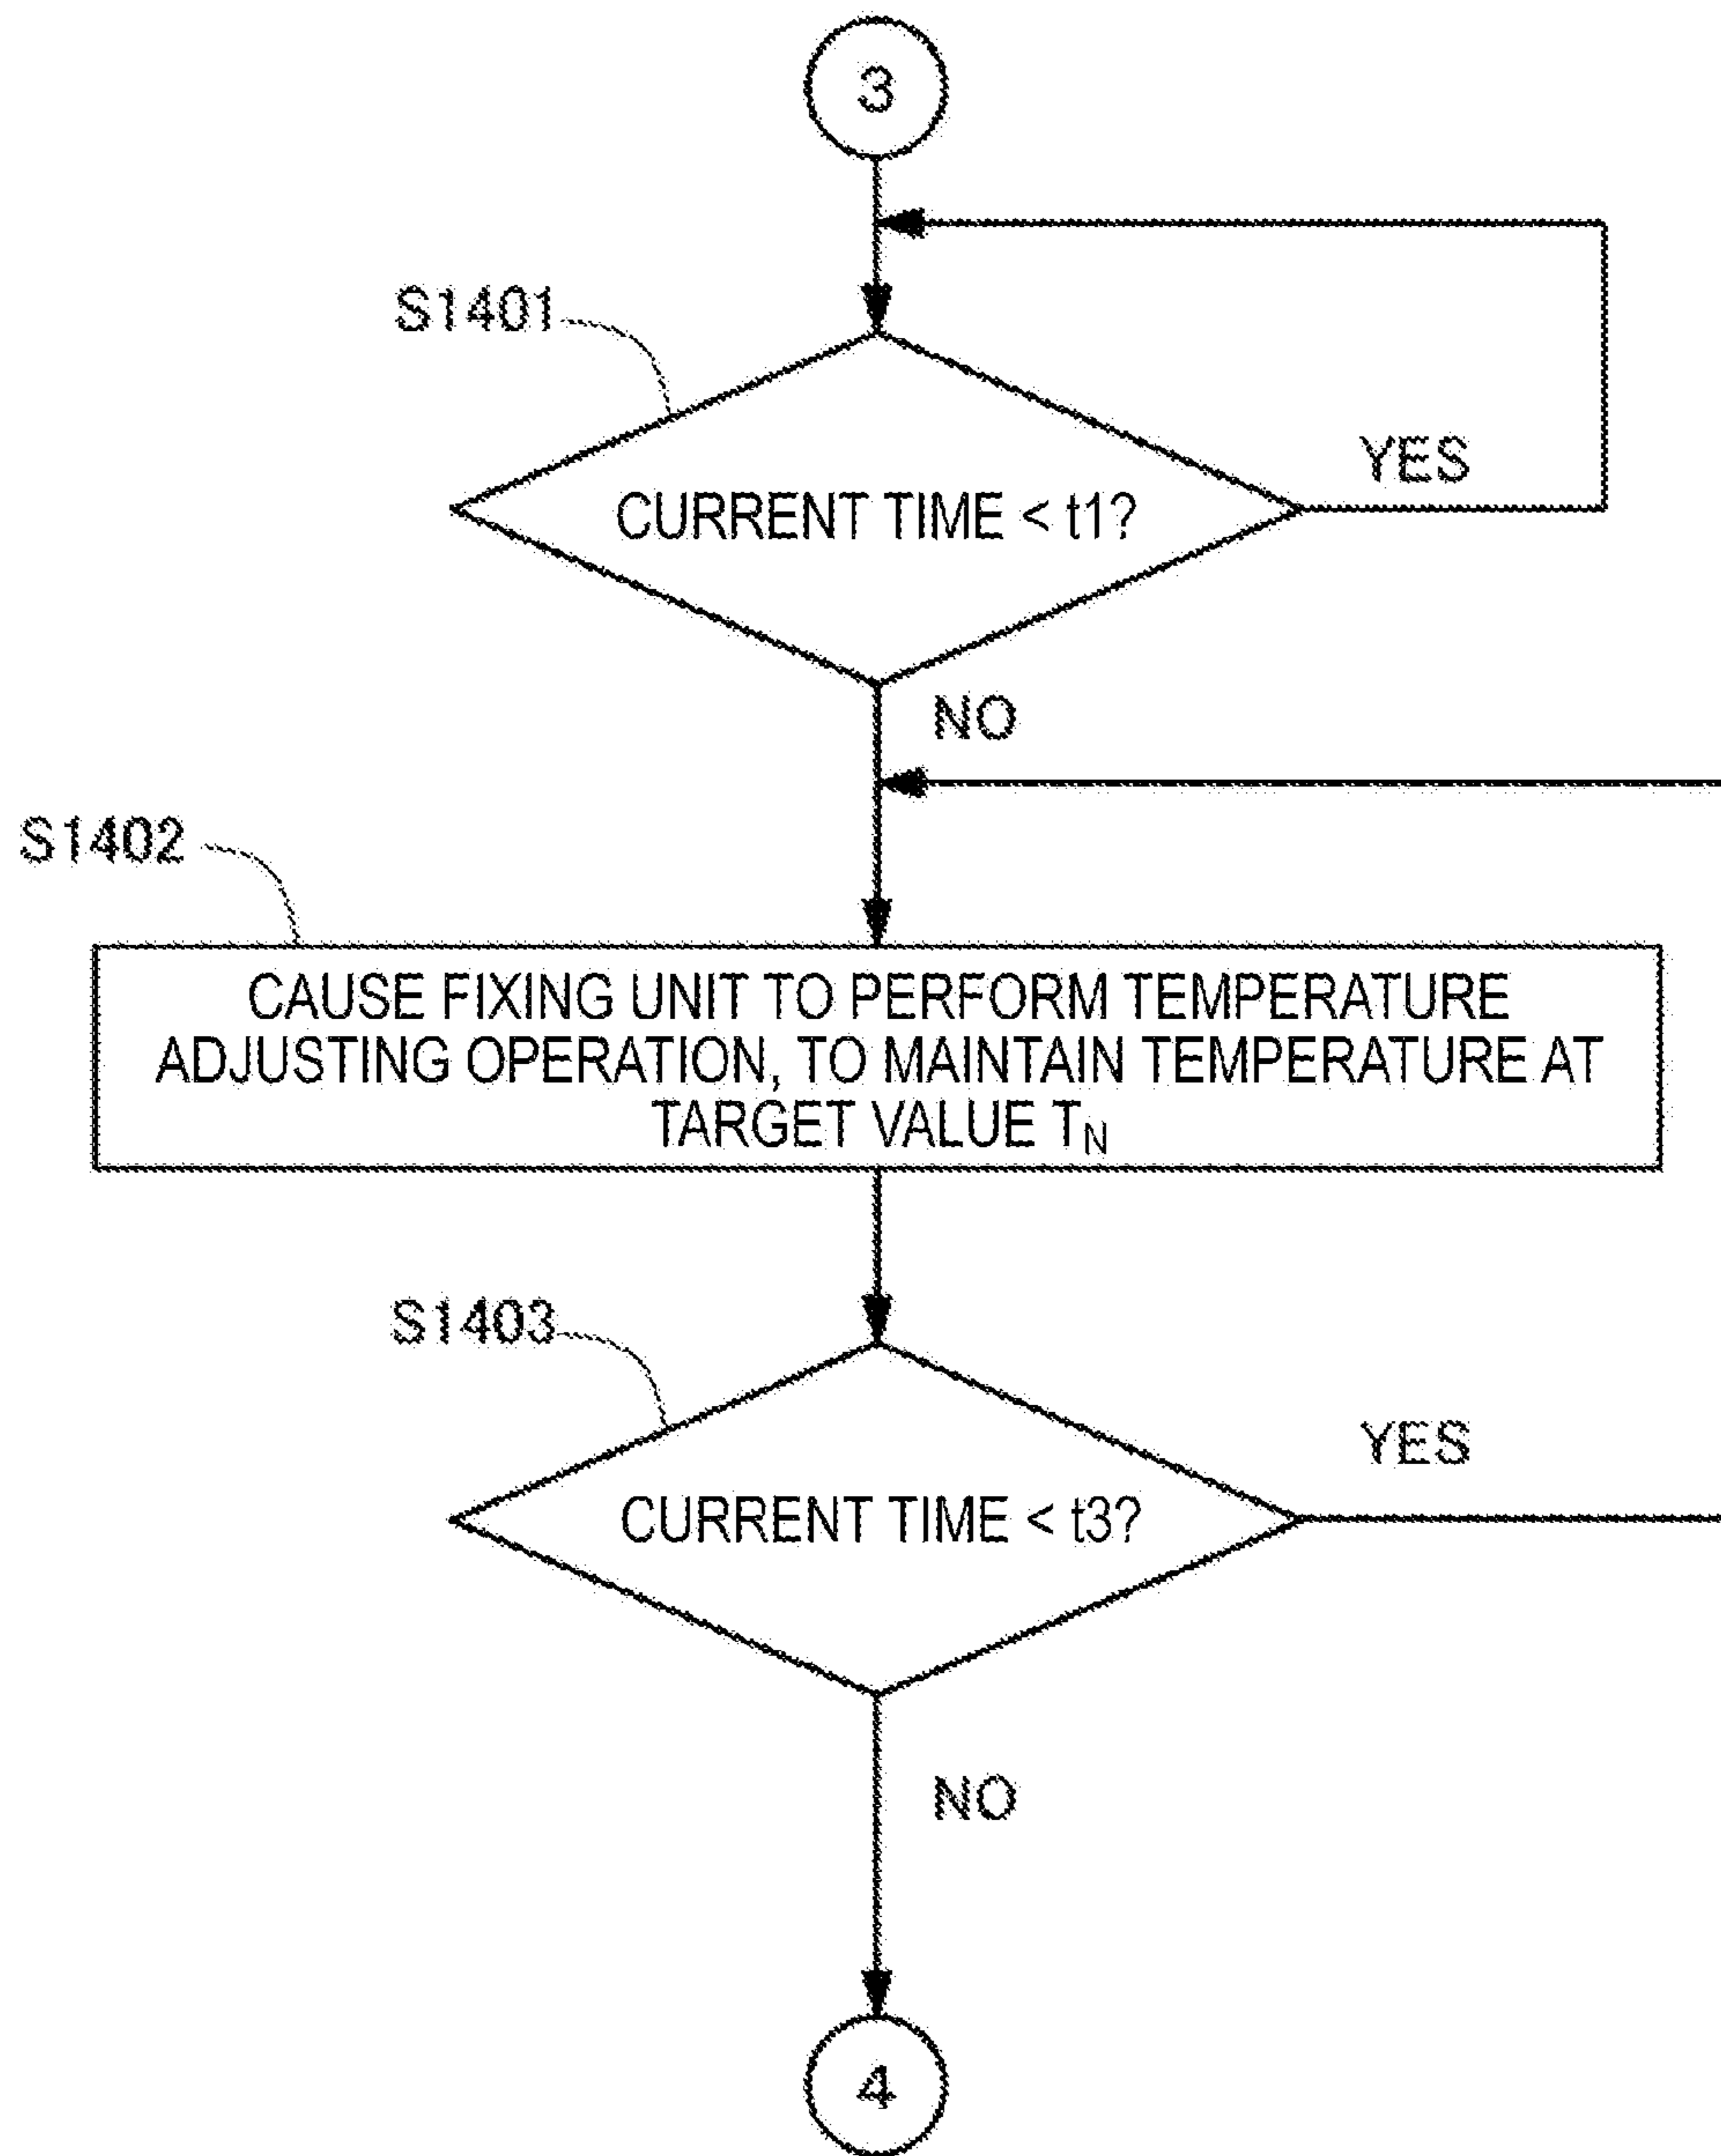 3
S1401
YES
CURRENT TIME < t1?
NO
S1402
CAUSE FIXING UNIT TO PERFORM TEMPERATURE
ADJUSTING OPERATION, TO MAINTAIN TEMPERATURE AT
TARGET VALUE T_N
S1403
YES
CURRENT TIME < t3?
NO
4